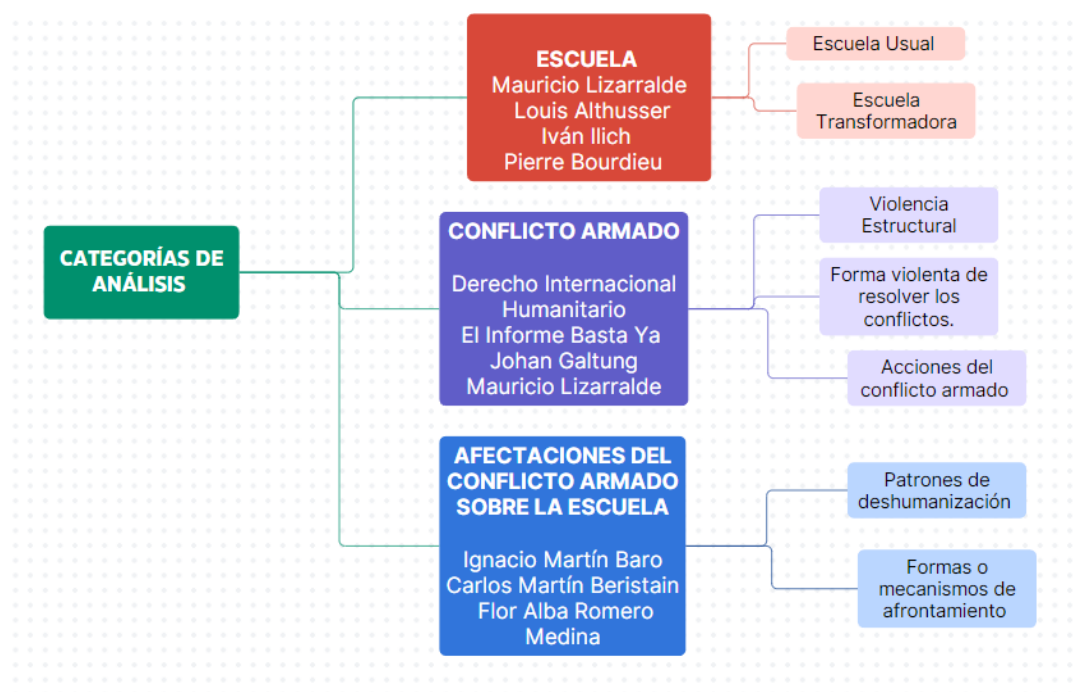 CATEGORÍAS DE
ANÁLISIS
ESCUELA
Mauricio Lizarralde
Louis Althusser
Iván Ilich
Pierre Bourdieu
Escuela Usual
Escuela
Transformadora
CONFLICTO ARMADO
Derecho Internacional
Humanitario
El Informe Basta Ya
Johan Galtung
Mauricio Lizarralde
Violencia
Estructural
Forma violenta de
resolver los
conflictos.
Acciones del
conflicto armado
AFECTACIONES DEL
CONFLICTO ARMADO
SOBRE LA ESCUELA
Ignacio Martín Baro
Carlos Martín Beristain
Flor Alba Romero
Medina
Patrones de
deshumanización
Formas o
mecanismos de
afrontamiento